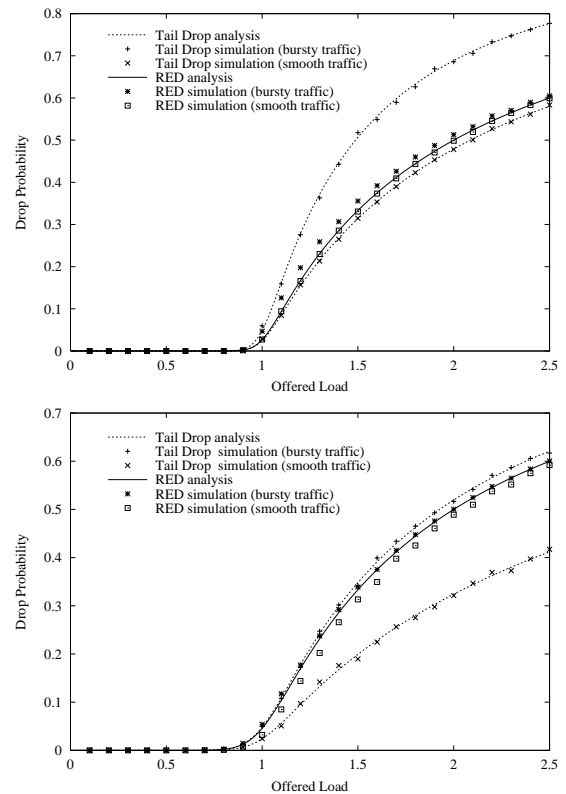 0.8
0.7
0.6
0.5
0.4
0.3
0.2
0.1
0
Drop Probability
Tail Drop analysis
Tail Drop simulation (bursty traffic)
Tail Drop simulation (smooth traffic)
RED analysis
RED simulation (bursty traffic)
RED simulation (smooth traffic)
0 0.5 1 1.5 2 2.5
Offered Load
0.7
0.6
0.5
0.4
0.3
0.2
0.1
0
Drop Probability
Tail Drop analysis
Tail Drop simulation (bursty traffic)
Tail Drop simulation (smooth traffic)
RED analysis
RED simulation (bursty traffic)
RED simulation (smooth traffic)
0 0.5 1 1.5 2 2.5
Offered Load